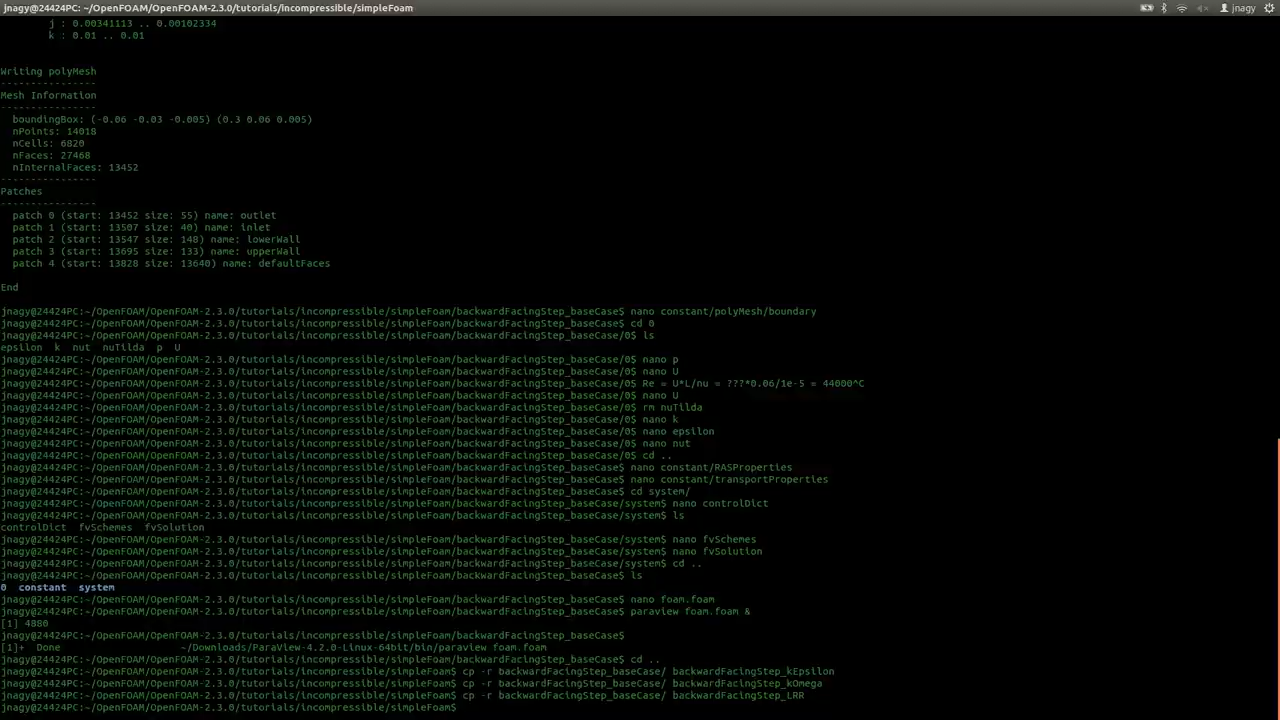 jnagy@24424PC: ~/OpenFOAM/OpenFOAM-2.3.0/tutorials/incompressible/simpleFoam jnagy
j : 0.00341113 .. 0.00102334
k : 0.01 .. 0.01
Writing polyMesh
----------------
Mesh Information
----------------
boundingBox: (-0.06 -0.03 -0.005) (0.3 0.06 0.005)
nPoints: 14018
nCells: 6820
nFaces: 27468
nInternalFaces: 13452
----------------
Patches
----------------
patch 0 (start: 13452 size: 55) name: outlet
patch 1 (start: 13507 size: 40) name: inlet
patch 2 (start: 13547 size: 148) name: lowerWall
patch 3 (start: 13695 size: 133) name: upperWall
patch 4 (start: 13828 size: 13640) name: defaultFaces
End
jnagy@24424PC:~/OpenFOAM/OpenFOAM-2.3.0/tutorials/incompressible/simpleFoam/backwardFacingStep_baseCase$ nano constant/polyMesh/boundary
jnagy@24424PC:~/OpenFOAM/OpenFOAM-2.3.0/tutorials/incompressible/simpleFoam/backwardFacingStep_baseCase$ cd 0
jnagy@24424PC:~/OpenFOAM/OpenFOAM-2.3.0/tutorials/incompressible/simpleFoam/backwardFacingStep_baseCase/0$ ls
epsilon k nut nuTilda p U
jnagy@24424PC:~/OpenFOAM/OpenFOAM-2.3.0/tutorials/incompressible/simpleFoam/backwardFacingStep_baseCase/0$ nano p
jnagy@24424PC:~/OpenFOAM/OpenFOAM-2.3.0/tutorials/incompressible/simpleFoam/backwardFacingStep_baseCase/0$ nano U
jnagy@24424PC:~/OpenFOAM/OpenFOAM-2.3.0/tutorials/incompressible/simpleFoam/backwardFacingStep_baseCase/0$ Re = U*L/nu = ???*0.06/1e-5 = 44000^C
jnagy@24424PC:~/OpenFOAM/OpenFOAM-2.3.0/tutorials/incompressible/simpleFoam/backwardFacingStep_baseCase/0$ nano U
jnagy@24424PC:~/OpenFOAM/OpenFOAM-2.3.0/tutorials/incompressible/simpleFoam/backwardFacingStep_baseCase/0$ rm nuTilda
jnagy@24424PC:~/OpenFOAM/OpenFOAM-2.3.0/tutorials/incompressible/simpleFoam/backwardFacingStep_baseCase/0$ nano k
jnagy@24424PC:~/OpenFOAM/OpenFOAM-2.3.0/tutorials/incompressible/simpleFoam/backwardFacingStep_baseCase/0$ nano epsilon
jnagy@24424PC:~/OpenFOAM/OpenFOAM-2.3.0/tutorials/incompressible/simpleFoam/backwardFacingStep_baseCase/0$ nano nut
jnagy@24424PC:~/OpenFOAM/OpenFOAM-2.3.0/tutorials/incompressible/simpleFoam/backwardFacingStep_baseCase/0$ cd ..
jnagy@24424PC:~/OpenFOAM/OpenFOAM-2.3.0/tutorials/incompressible/simpleFoam/backwardFacingStep_baseCase$ nano constant/RASProperties
jnagy@24424PC:~/OpenFOAM/OpenFOAM-2.3.0/tutorials/incompressible/simpleFoam/backwardFacingStep_baseCase$ nano constant/transportProperties
jnagy@24424PC:~/OpenFOAM/OpenFOAM-2.3.0/tutorials/incompressible/simpleFoam/backwardFacingStep_baseCase$ cd system/
jnagy@24424PC:~/OpenFOAM/OpenFOAM-2.3.0/tutorials/incompressible/simpleFoam/backwardFacingStep_baseCase/system$ nano controlDict
jnagy@24424PC:~/OpenFOAM/OpenFOAM-2.3.0/tutorials/incompressible/simpleFoam/backwardFacingStep_baseCase/system$ ls
controlDict fvSchemes fvSolution
jnagy@24424PC:~/OpenFOAM/OpenFOAM-2.3.0/tutorials/incompressible/simpleFoam/backwardFacingStep_baseCase/system$ nano fvSchemes
jnagy@24424PC:~/OpenFOAM/OpenFOAM-2.3.0/tutorials/incompressible/simpleFoam/backwardFacingStep_baseCase/system$ nano fvSolution
jnagy@24424PC:~/OpenFOAM/OpenFOAM-2.3.0/tutorials/incompressible/simpleFoam/backwardFacingStep_baseCase/system$ cd ..
jnagy@24424PC:~/OpenFOAM/OpenFOAM-2.3.0/tutorials/incompressible/simpleFoam/backwardFacingStep_baseCase$ ls
0 constant system
jnagy@24424PC:~/OpenFOAM/OpenFOAM-2.3.0/tutorials/incompressible/simpleFoam/backwardFacingStep_baseCase$ nano foam.foam
jnagy@24424PC:~/OpenFOAM/OpenFOAM-2.3.0/tutorials/incompressible/simpleFoam/backwardFacingStep_baseCase$ paraview foam.foam &
[1] 4880
jnagy@24424PC:~/OpenFOAM/OpenFOAM-2.3.0/tutorials/incompressible/simpleFoam/backwardFacingStep_baseCase$
[1]+ Done ~/Downloads/ParaView-4.2.0-Linux-64bit/bin/paraview foam.foam
jnagy@24424PC:~/OpenFOAM/OpenFOAM-2.3.0/tutorials/incompressible/simpleFoam/backwardFacingStep_baseCase$ cd ..
jnagy@24424PC:~/OpenFOAM/OpenFOAM-2.3.0/tutorials/incompressible/simpleFoam$ cp -r backwardFacingStep_baseCase/ backwardFacingStep_kEpsilon
jnagy@24424PC:~/OpenFOAM/OpenFOAM-2.3.0/tutorials/incompressible/simpleFoam$ cp -r backwardFacingStep_baseCase/ backwardFacingStep_kOmega
jnagy@24424PC:~/OpenFOAM/OpenFOAM-2.3.0/tutorials/incompressible/simpleFoam$ cp -r backwardFacingStep_baseCase/ backwardFacingStep_LRR
jnagy@24424PC:~/OpenFOAM/OpenFOAM-2.3.0/tutorials/incompressible/simpleFoam$